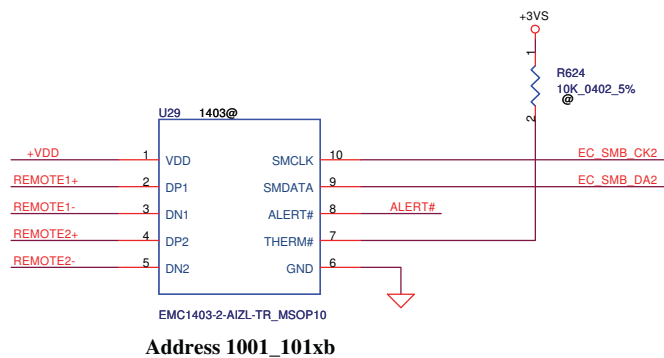 +3VS
1
R624
10K_0402_5%
@
2
U29 1403@
+VDD 1 VDD SMCLK 10 EC_SMB_CK2
REMOTE1+ 2 DP1 SMDATA 9 EC_SMB_DA2
REMOTE1- 3 DN1 ALERT# 8 ALERT#
REMOTE2+ 4 DP2 THERM# 7
REMOTE2- 5 DN2 GND 6
EMC1403-2-AIZL-TR_MSOP10
Address 1001_101xb